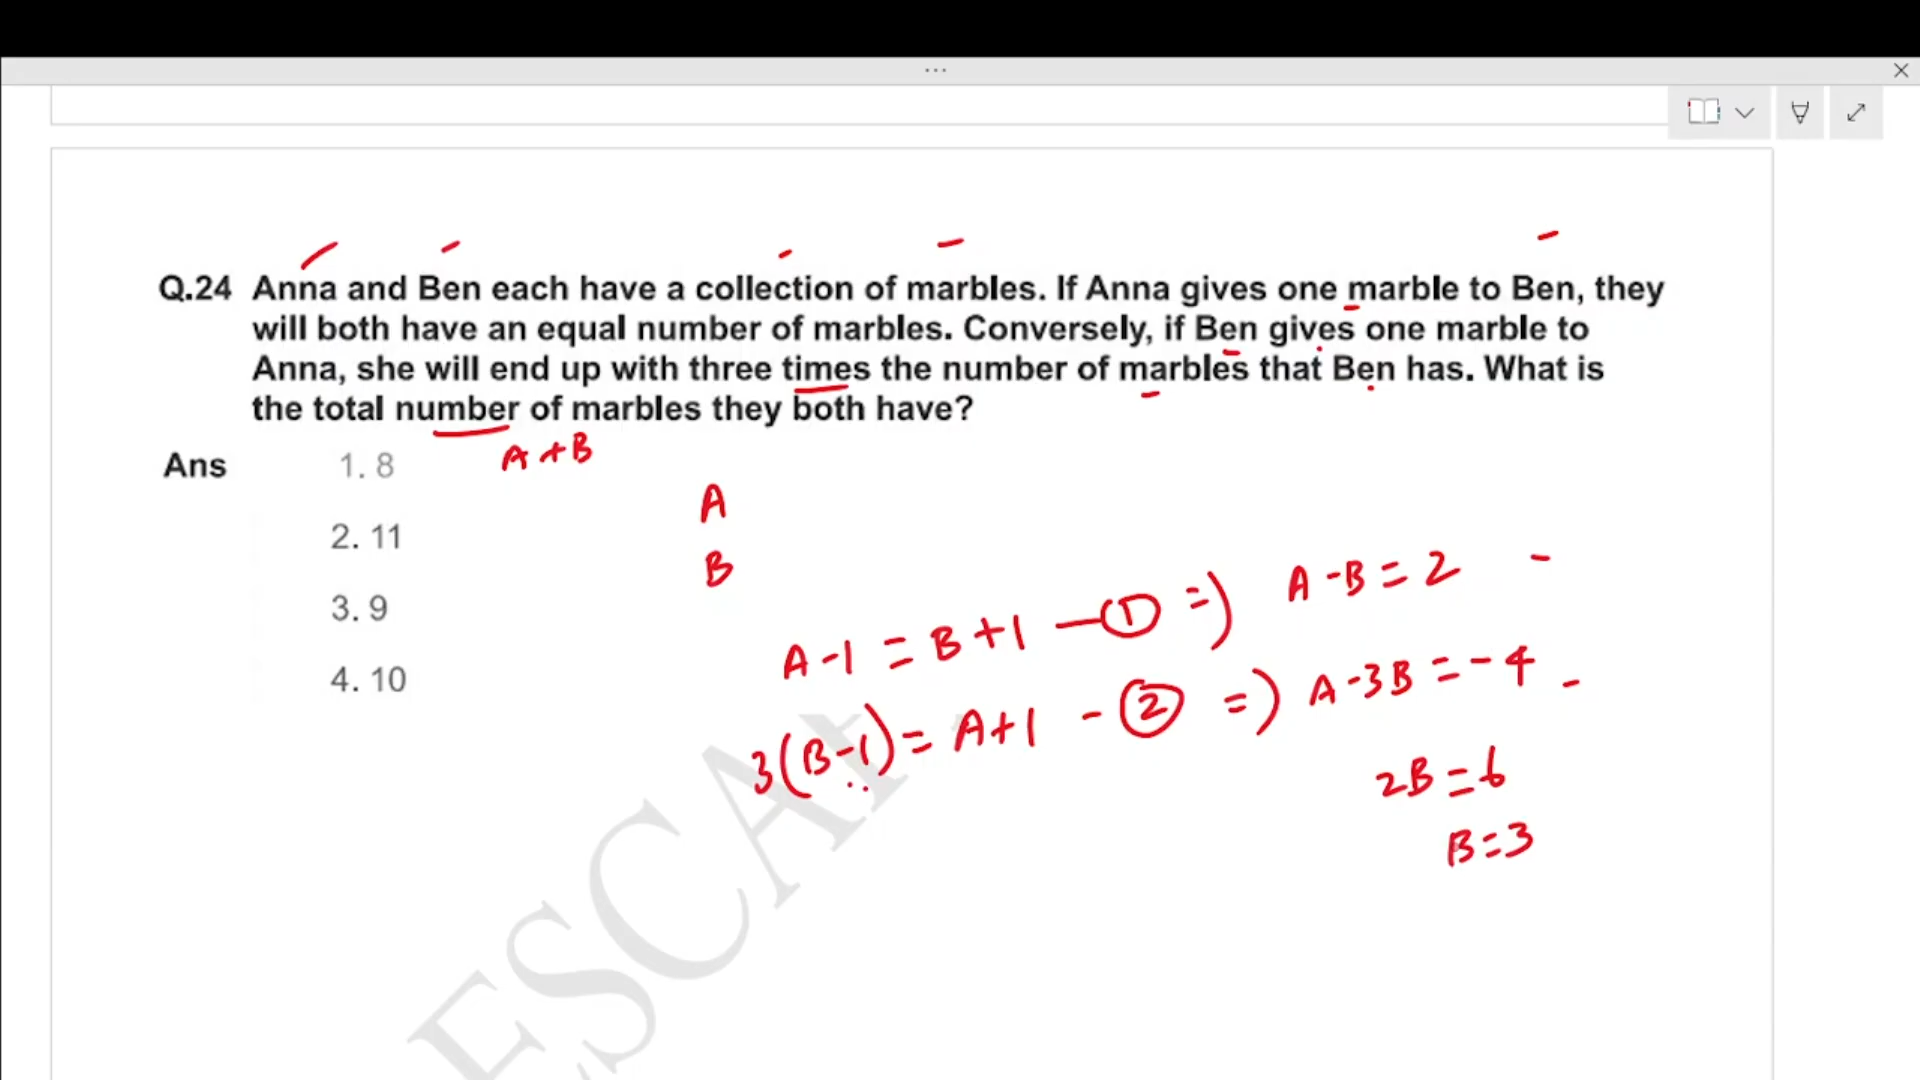 Q.24 Anna and Ben each have a collection of marbles. If Anna gives one marble to Ben, they
will both have an equal number of marbles. Conversely, if Ben gives one marble to
Anna, she will end up with three times the number of marbles that Ben has. What is
the total number of marbles they both have?
A+B
Ans 1. 8
A
2. 11
B
3. 9
A-1 = B+1 —① => A-B=2
4. 10
3(B-1) = A+1 - ② => A-3B=-4
2B=6
B=3
ESCAt